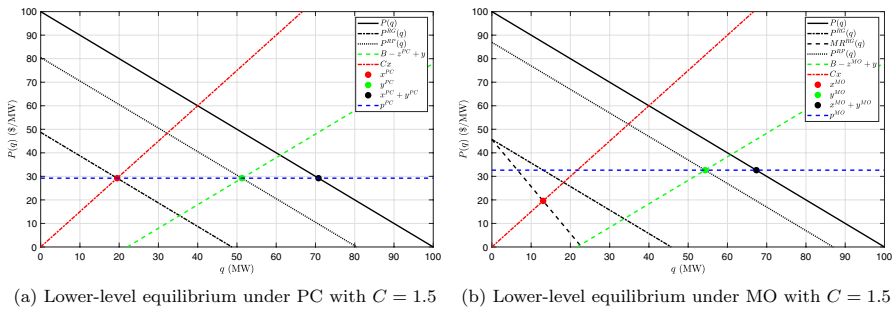 100
90
80
70
60
50
40
30
20
10
0
P(q) ($/MW)
0 10 20 30 40 50 60 70 80 90 100
q (MW)
P(q)
P^{RG}(q)
P^{RP}(q)
B − z^{PC} + y
Cx
x^{PC}
y^{PC}
x^{PC} + y^{PC}
p^{PC}
(a) Lower-level equilibrium under PC with C = 1.5
100
90
80
70
60
50
40
30
20
10
0
P(q) ($/MW)
0 10 20 30 40 50 60 70 80 90 100
q (MW)
P(q)
P^{RG}(q)
MR^{RG}(q)
P^{RP}(q)
B − z^{MO} + y
Cx
x^{MO}
y^{MO}
x^{MO} + y^{MO}
p^{MO}
(b) Lower-level equilibrium under MO with C = 1.5